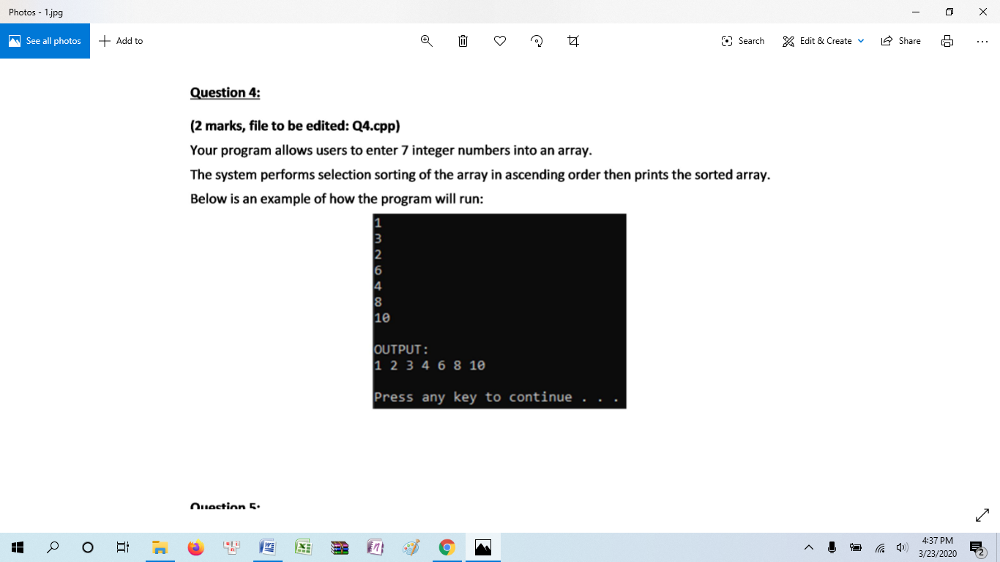 Photos - 1.jpg
See all photos
Add to
Search
Edit & Create
Share
Question 4:
(2 marks, file to be edited: Q4.cpp)
Your program allows users to enter 7 integer numbers into an array.
The system performs selection sorting of the array in ascending order then prints the sorted array.
Below is an example of how the program will run:
1
3
2
6
4
8
10
OUTPUT:
1 2 3 4 6 8 10
Press any key to continue . . .
Question 5:
4:37 PM
3/23/2020
2